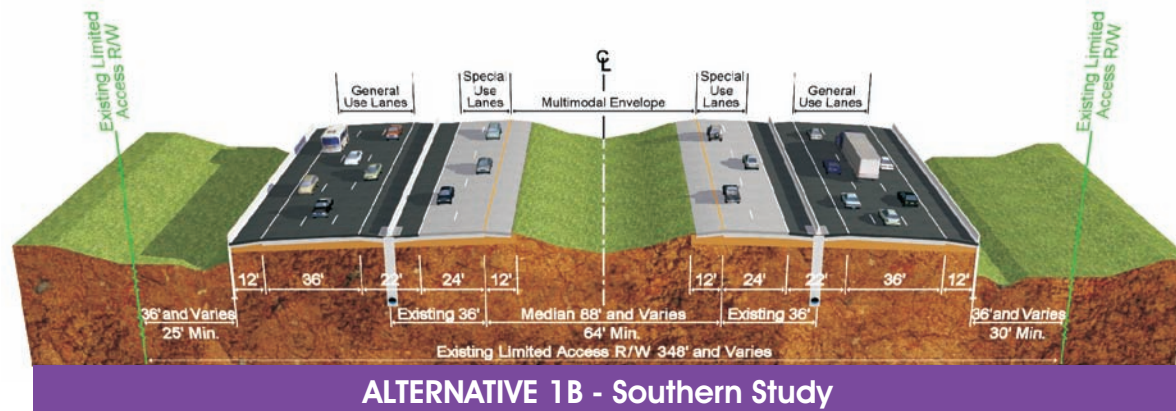 Existing Limited
Access R/W
General
Use Lanes
Special
Use Lanes
Multimodal Envelope
CL
Special
Use Lanes
General
Use Lanes
Existing Limited
Access R/W
12' 36' 22' 24' 12' 12' 24' 22' 36' 12'
36' and Varies
25' Min.
Existing 36'
Median 88' and Varies
64' Min.
Existing 36'
36' and Varies
30' Min.
Existing Limited Access R/W 348' and Varies
ALTERNATIVE 1B - Southern Study